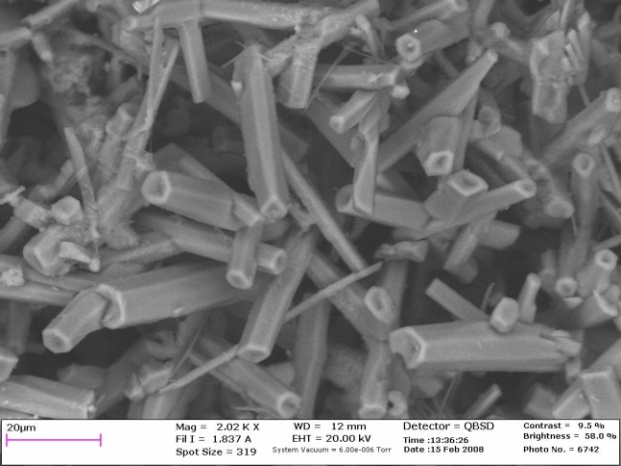 20µm
Mag = 2.02 K X WD = 12 mm Detector = QBSD Contrast = 9.5 %
Fil I = 1.837 A EHT = 20.00 kV Time :13:36:26 Brightness = 58.0 %
Spot Size = 319 System Vacuum = 6.00e-006 Torr Date :15 Feb 2008 Photo No. = 6742